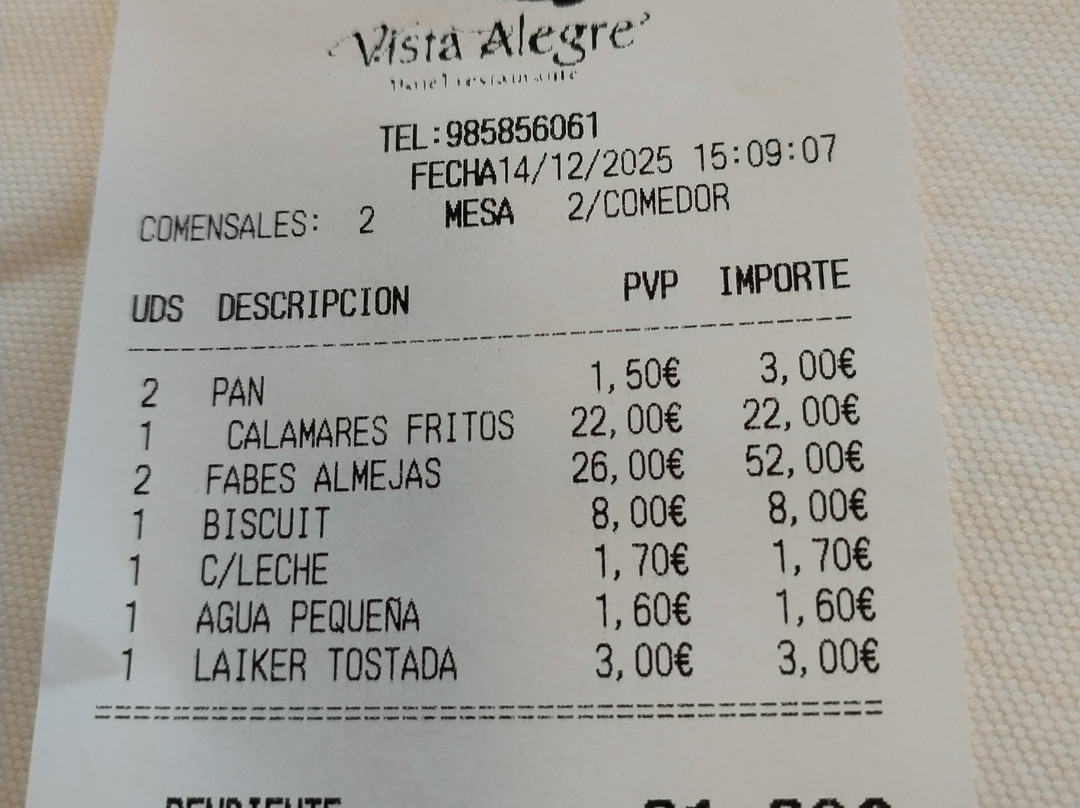 Vista Alegre
TEL:985856061
FECHA14/12/2025 15:09:07
COMENSALES: 2 MESA 2/COMEDOR
UDS DESCRIPCION PVP IMPORTE
2 PAN 1,50€ 3,00€
1 CALAMARES FRITOS 22,00€ 22,00€
2 FABES ALMEJAS 26,00€ 52,00€
1 BISCUIT 8,00€ 8,00€
1 C/LECHE 1,70€ 1,70€
1 AGUA PEQUEÑA 1,60€ 1,60€
1 LAIKER TOSTADA 3,00€ 3,00€